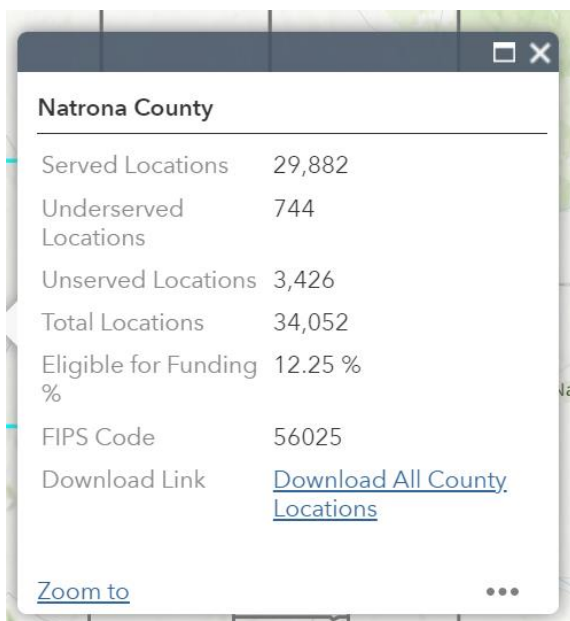 Natrona County
Served Locations 29,882
Underserved 744
Locations
Unserved Locations 3,426
Total Locations 34,052
Eligible for Funding 12.25 %
%
FIPS Code 56025
Download Link Download All County
Locations
Zoom to